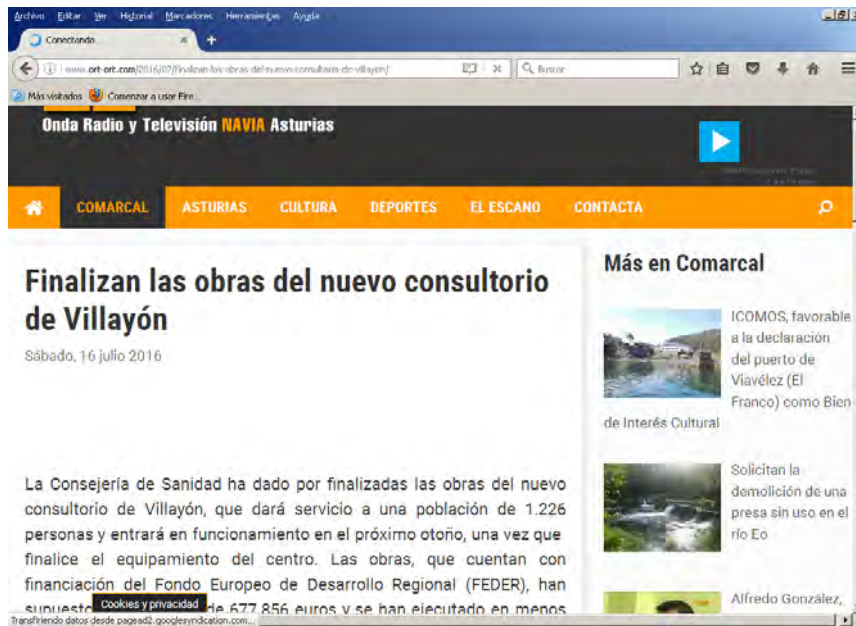 Archivo Editar Ver Historial Marcadores Herramientas Ayuda
Conectando...
www.ort-ort.com/2016/07/finalizan-las-obras-del-nuevo-consultorio-de-villayon/
Buscar
Más visitados Comenzar a usar Fire...
Onda Radio y Televisión NAVIA Asturias
COMARCAL ASTURIAS CULTURA DEPORTES EL ESCANO CONTACTA
Finalizan las obras del nuevo consultorio
de Villayón
Sábado, 16 julio 2016
La Consejería de Sanidad ha dado por finalizadas las obras del nuevo
consultorio de Villayón, que dará servicio a una población de 1.226
personas y entrará en funcionamiento en el próximo otoño, una vez que
finalice el equipamiento del centro. Las obras, que cuentan con
financiación del Fondo Europeo de Desarrollo Regional (FEDER), han
supuesto de 677.856 euros y se han ejecutado en menos
Cookies y privacidad
Transfiriendo datos desde pagead2.googlesyndication.com...
Más en Comarcal
ICOMOS, favorable
a la declaración
del puerto de
Viavélez (El
Franco) como Bien
de Interés Cultural
Solicitan la
demolición de una
presa sin uso en el
río Eo
Alfredo González,